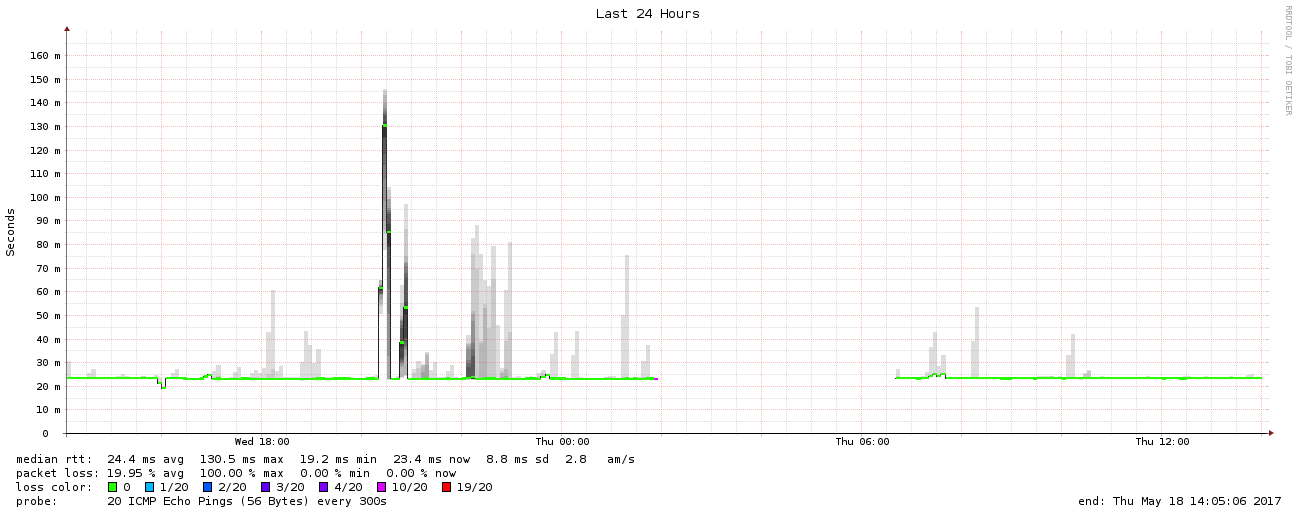 Last 24 Hours
RRDTOOL / TOBI OETIKER
Seconds
160 m
150 m
140 m
130 m
120 m
110 m
100 m
90 m
80 m
70 m
60 m
50 m
40 m
30 m
20 m
10 m
0
Wed 18:00 Thu 00:00 Thu 06:00 Thu 12:00
median rtt: 24.4 ms avg 130.5 ms max 19.2 ms min 23.4 ms now 8.8 ms sd 2.8 am/s
packet loss: 19.95 % avg 100.00 % max 0.00 % min 0.00 % now
loss color: 0 1/20 2/20 3/20 4/20 10/20 19/20
probe: 20 ICMP Echo Pings (56 Bytes) every 300s end: Thu May 18 14:05:06 2017